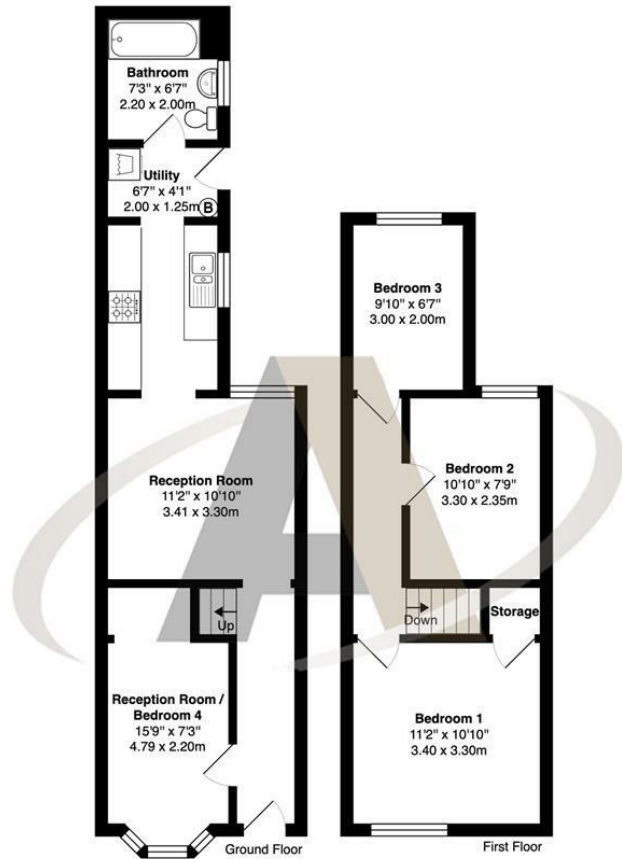 Bathroom
7'3" x 6'7"
2.20 x 2.00m
Utility
6'7" x 4'1"
2.00 x 1.25m
B
Reception Room
11'2" x 10'10"
3.41 x 3.30m
Up
Reception Room /
Bedroom 4
15'9" x 7'3"
4.79 x 2.20m
Ground Floor
Bedroom 3
9'10" x 6'7"
3.00 x 2.00m
Bedroom 2
10'10" x 7'9"
3.30 x 2.35m
Down
Storage
Bedroom 1
11'2" x 10'10"
3.40 x 3.30m
First Floor
A